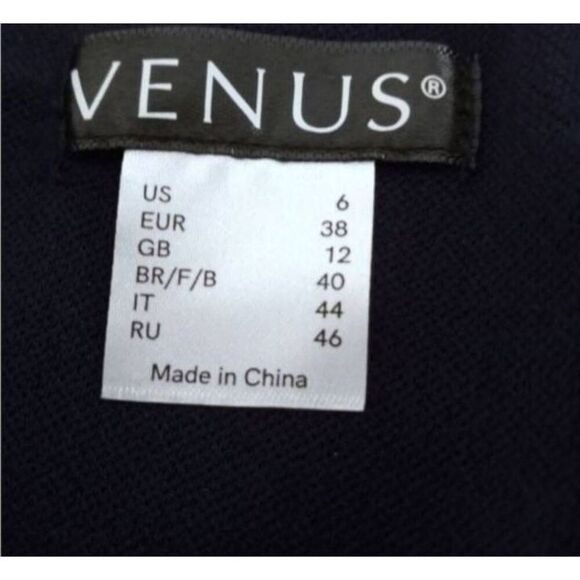 VENUS®
US 6
EUR 38
GB 12
BR/F/B 40
IT 44
RU 46
Made in China